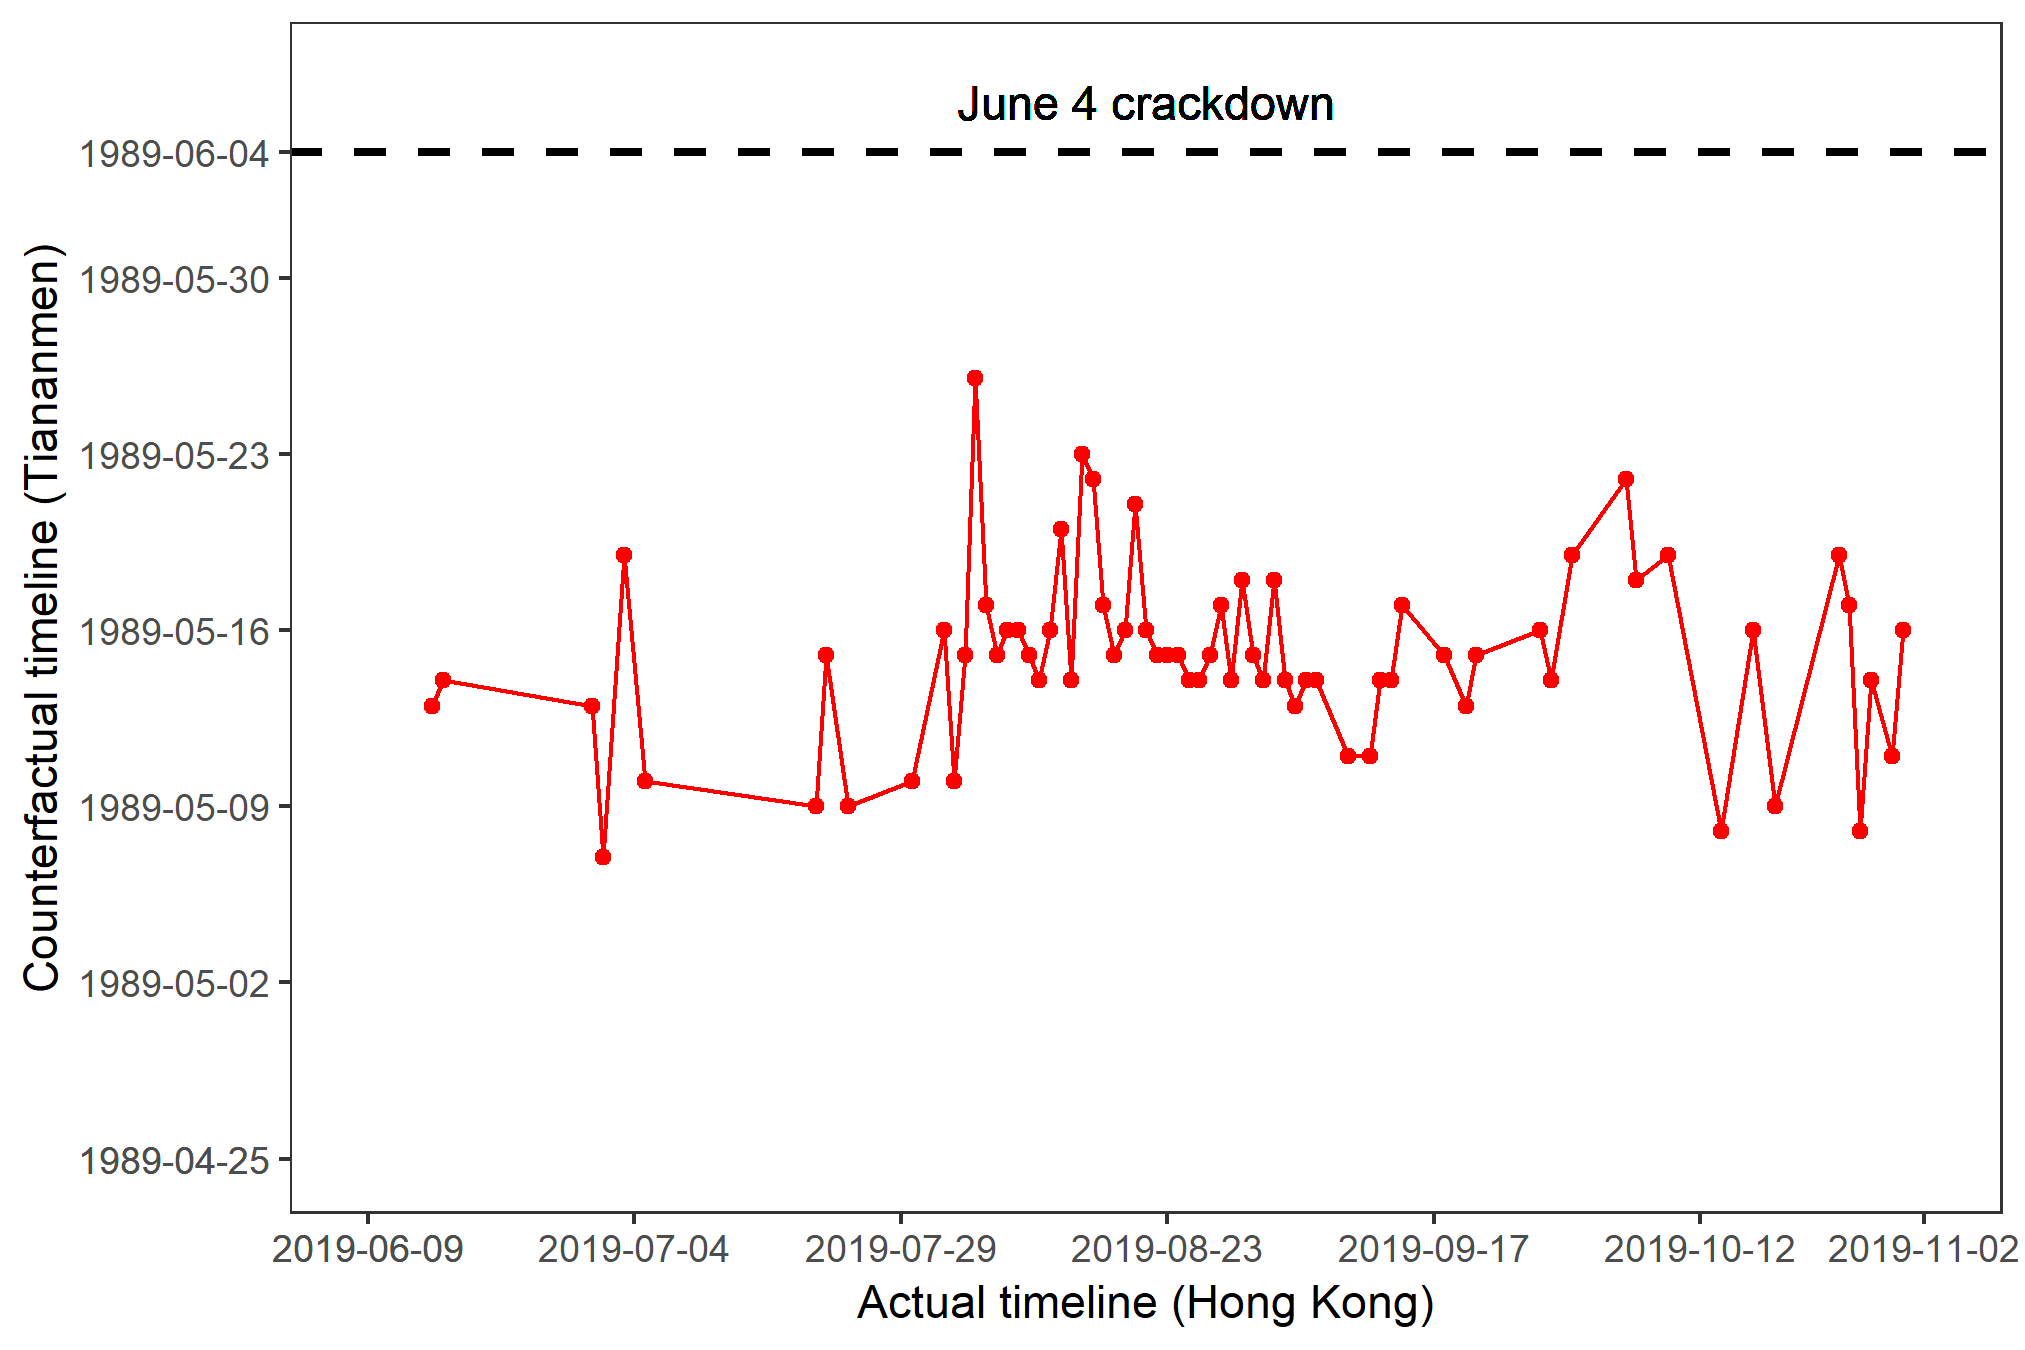 June 4 crackdown
1989-06-04
1989-05-30
1989-05-23
1989-05-16
1989-05-09
1989-05-02
1989-04-25
Counterfactual timeline (Tiananmen)
2019-06-09 2019-07-04 2019-07-29 2019-08-23 2019-09-17 2019-10-12 2019-11-02
Actual timeline (Hong Kong)